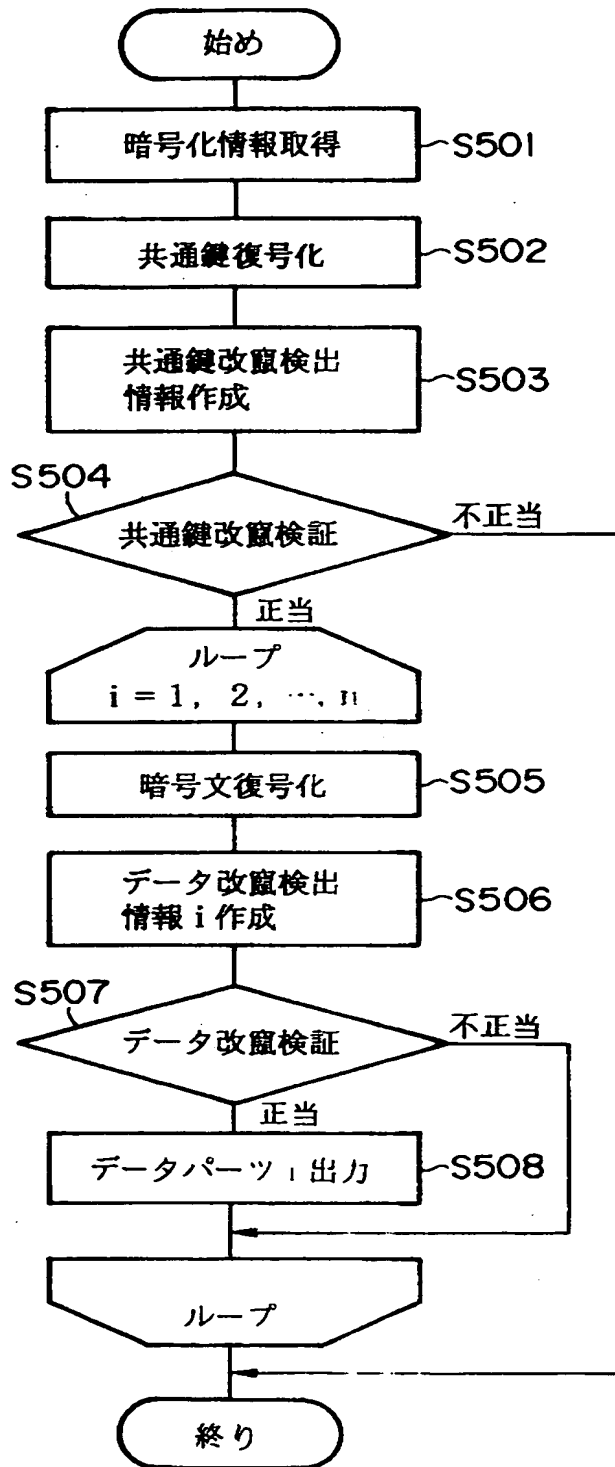 始め
暗号化情報取得
S501
共通鍵復号化
S502
共通鍵改竄検出
情報作成
S503
S504
共通鍵改竄検証
不正当
正当
ループ
i = 1, 2, …, n
暗号文復号化
S505
データ改竄検出
情報 i 作成
S506
S507
データ改竄検証
不正当
正当
データパーツ i 出力
S508
ループ
終り